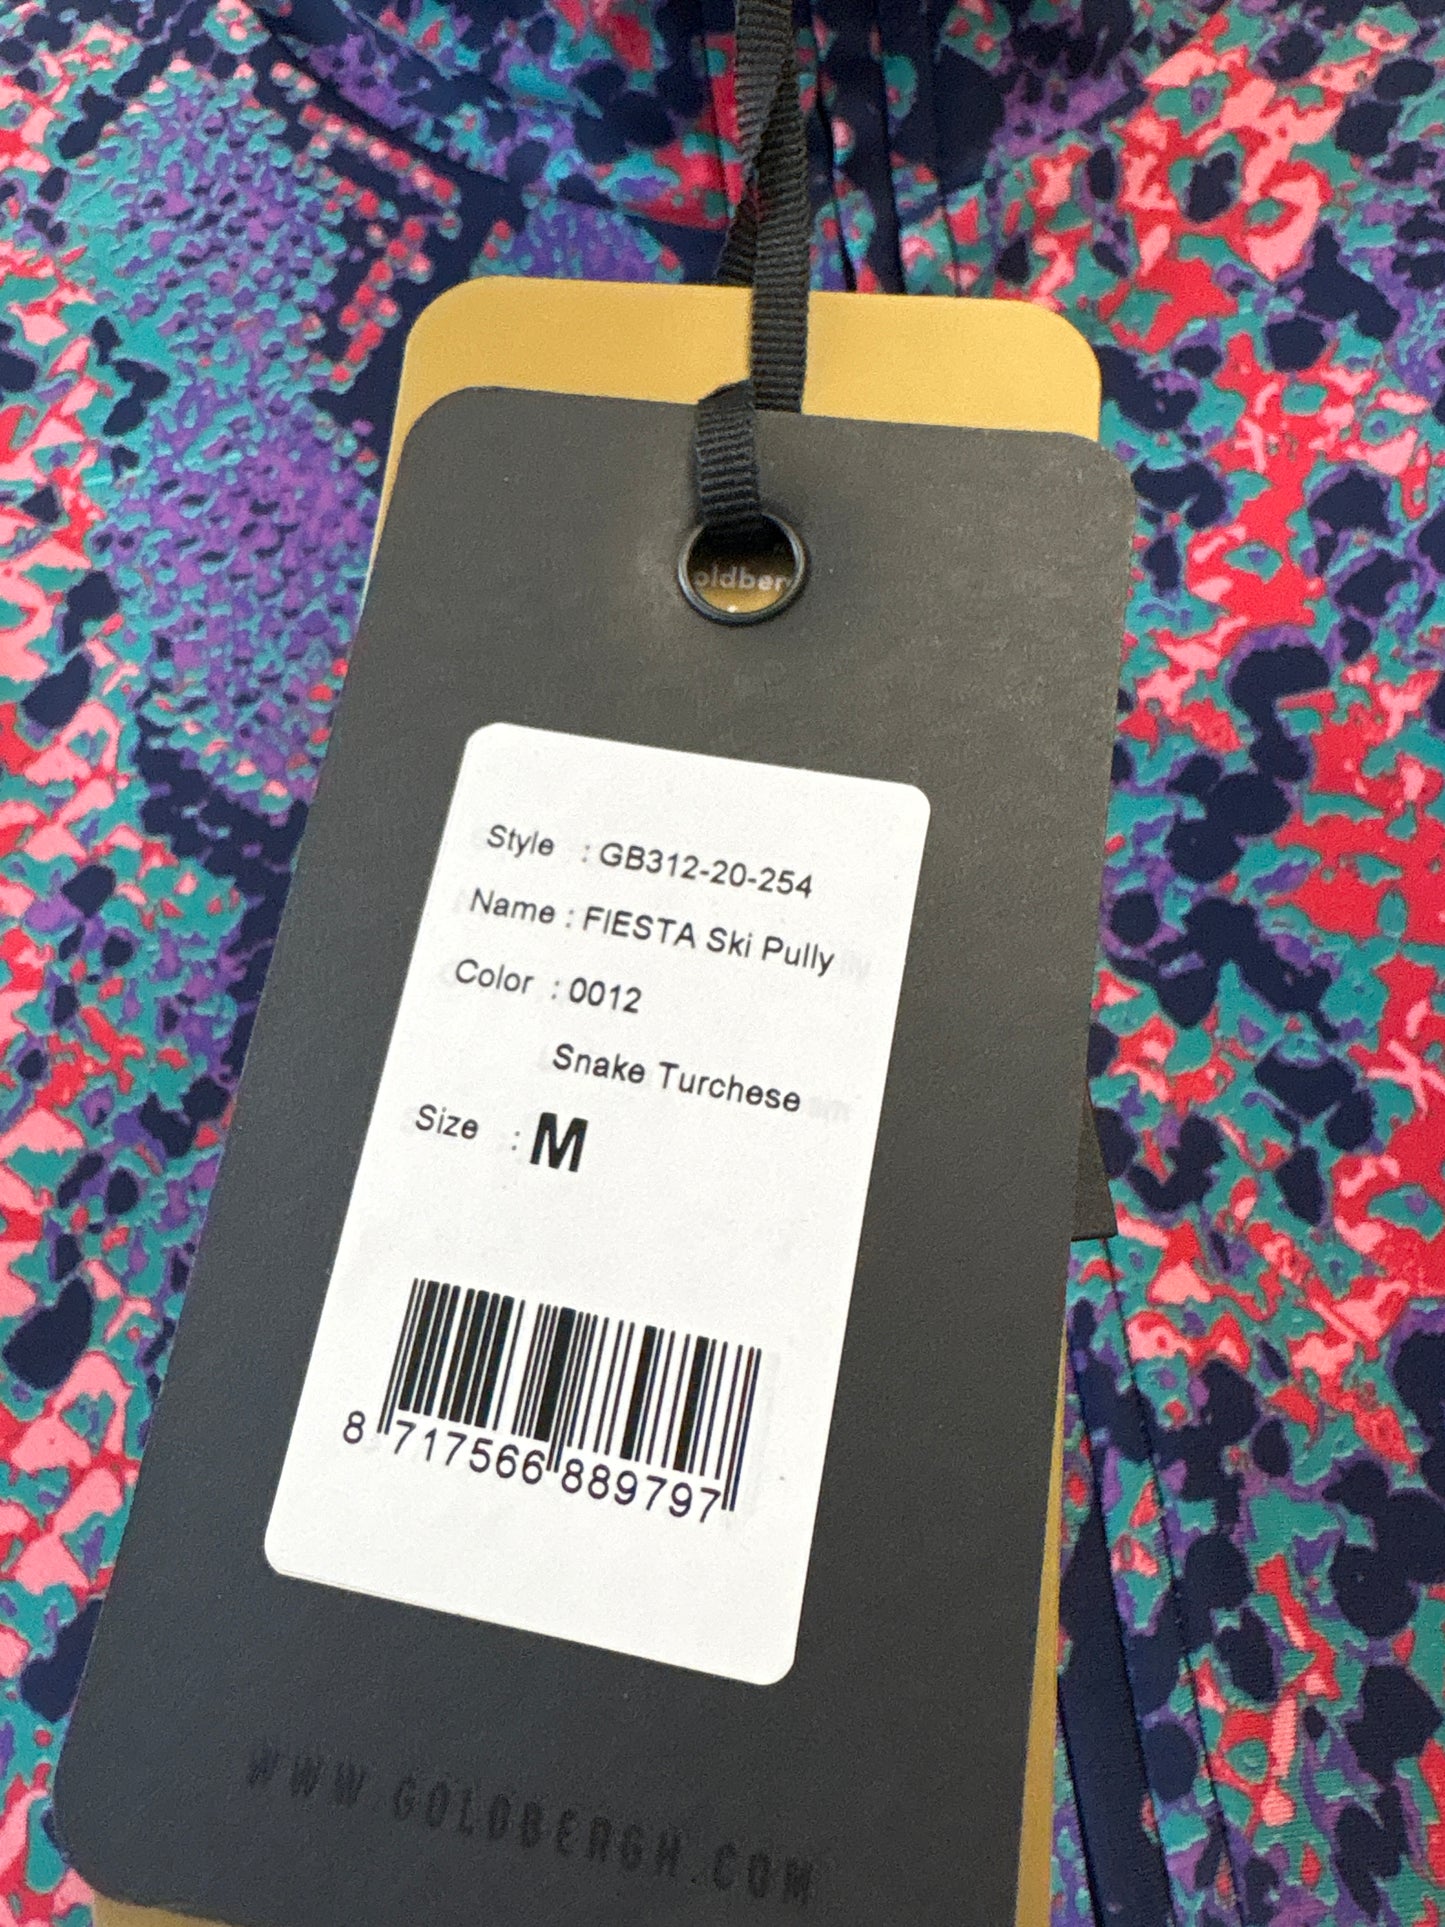 oldber
Style : GB312-20-254
Name : FIESTA Ski Pully
Color : 0012
Snake Turchese
Size : M
8 717566 889797
WWW.GOLDBERGH.COM